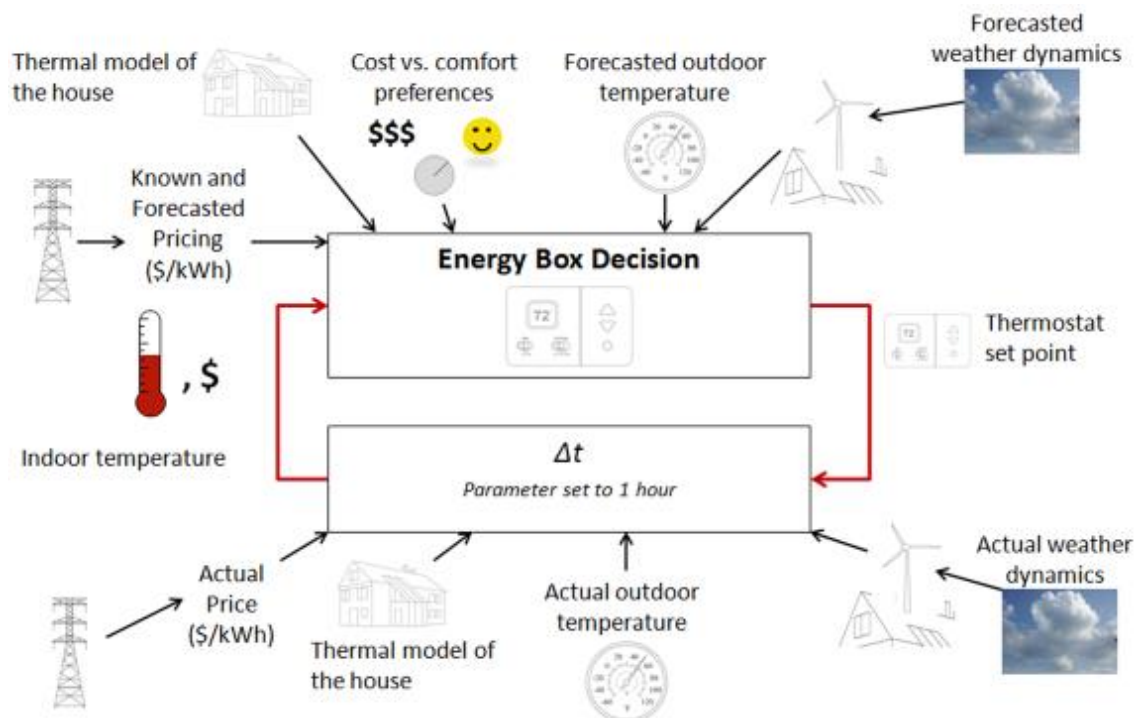 Thermal model of
the house
Cost vs. comfort
preferences
$$$
Forecasted outdoor
temperature
Forecasted
weather dynamics
Known and
Forecasted
Pricing
($/kWh)
Energy Box Decision
72
Thermostat
set point
72
, $
Indoor temperature
Δt
Parameter set to 1 hour
Actual
Price
($/kWh)
Thermal model of
the house
Actual outdoor
temperature
Actual weather
dynamics